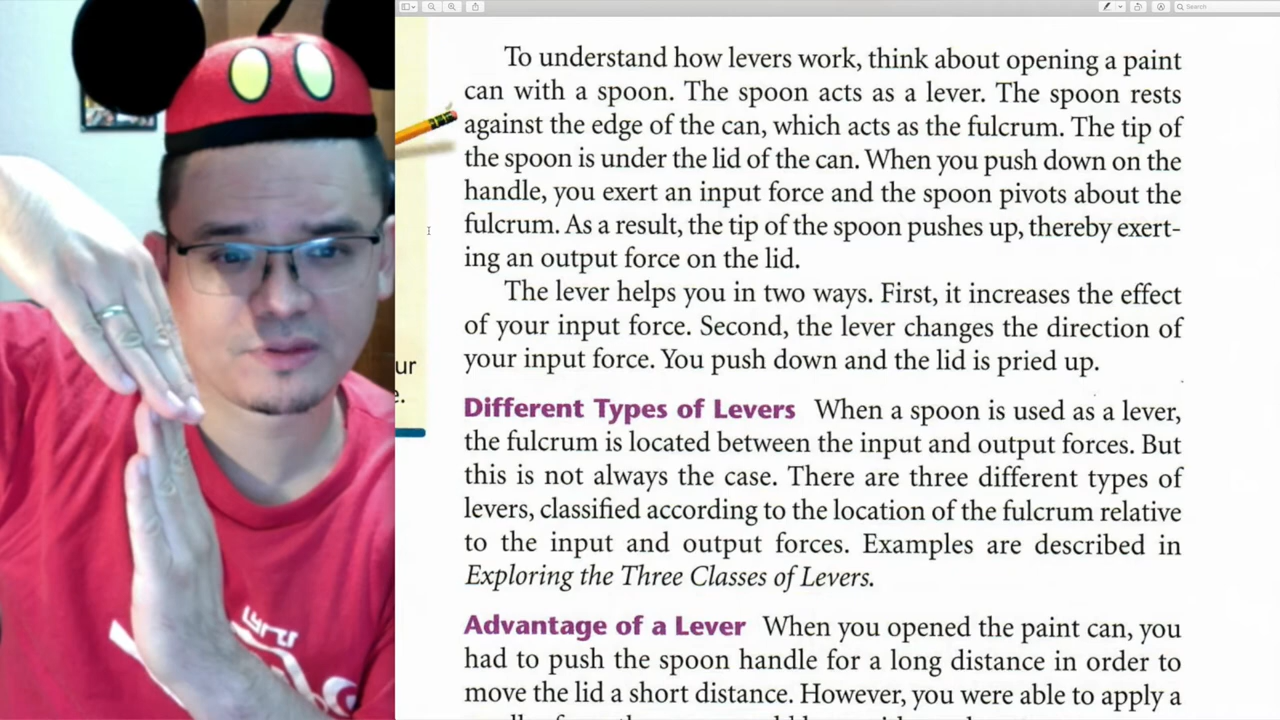 Search
To understand how levers work, think about opening a paint
can with a spoon. The spoon acts as a lever. The spoon rests
against the edge of the can, which acts as the fulcrum. The tip of
the spoon is under the lid of the can. When you push down on the
handle, you exert an input force and the spoon pivots about the
fulcrum. As a result, the tip of the spoon pushes up, thereby exert-
ing an output force on the lid.
The lever helps you in two ways. First, it increases the effect
of your input force. Second, the lever changes the direction of
your input force. You push down and the lid is pried up.
ur
e.
Different Types of Levers When a spoon is used as a lever,
the fulcrum is located between the input and output forces. But
this is not always the case. There are three different types of
levers, classified according to the location of the fulcrum relative
to the input and output forces. Examples are described in
Exploring the Three Classes of Levers.
Advantage of a Lever When you opened the paint can, you
had to push the spoon handle for a long distance in order to
move the lid a short distance. However, you were able to apply a